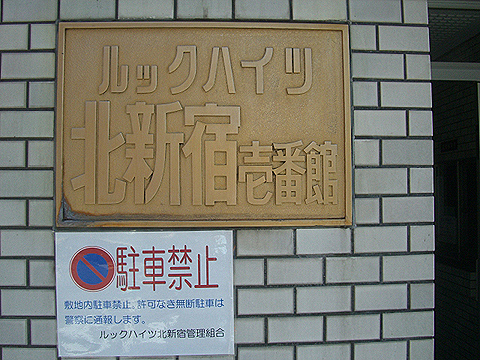 ルックハイツ
北新宿壱番館
駐車禁止
敷地内駐車禁止、許可なき無断駐車は
警察に通報します。
ルックハイツ北新宿管理組合